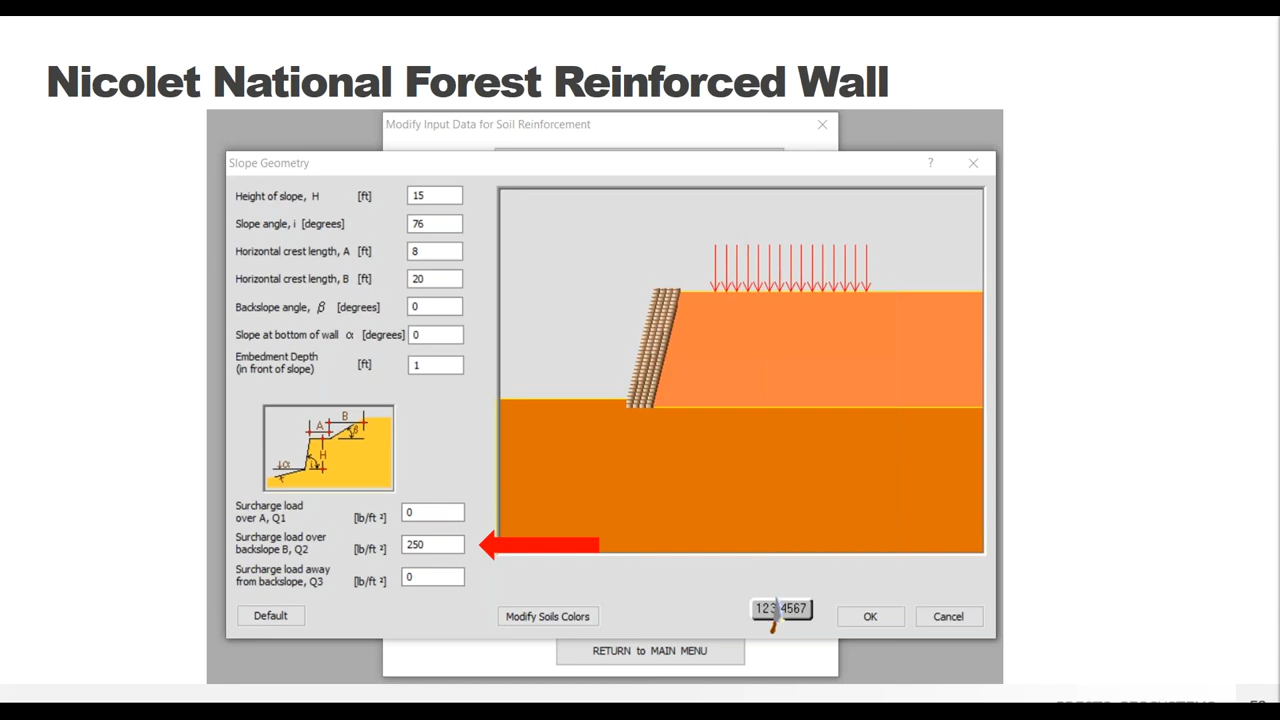 Nicolet National Forest Reinforced Wall
Modify Input Data for Soil Reinforcement
Slope Geometry ?
Height of slope, H [ft] 15
Slope angle, i [degrees] 76
Horizontal crest length, A [ft] 8
Horizontal crest length, B [ft] 20
Backslope angle, β [degrees] 0
Slope at bottom of wall α [degrees] 0
Embedment Depth
(in front of slope) [ft] 1
B
A
β
H
α
i
Surcharge load
over A, Q1 [lb/ft ²] 0
Surcharge load over
backslope B, Q2 [lb/ft ²] 250
Surcharge load away
from backslope, Q3 [lb/ft ²] 0
Default
Modify Soils Colors
123 4567
OK
Cancel
RETURN to MAIN MENU